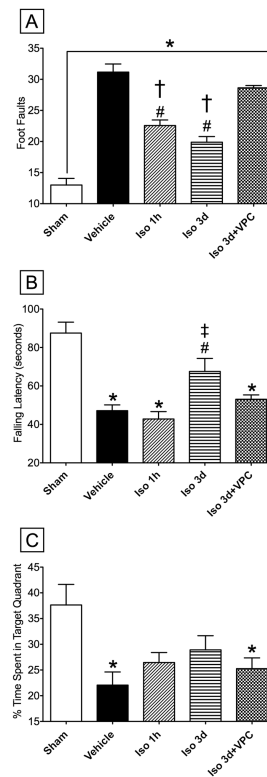 A
*
Foot Faults
35
30
25
20
15
10
†
#
†
#
Sham
Vehicle
Iso 1h
Iso 3d
Iso 3d+VPC
B
Falling Latency (seconds)
100
80
60
40
20
*
*
‡
#
*
Sham
Vehicle
Iso 1h
Iso 3d
Iso 3d+VPC
C
% Time Spent in Target Quadrant
45
40
35
30
25
20
15
*
*
Sham
Vehicle
Iso 1h
Iso 3d
Iso 3d+VPC